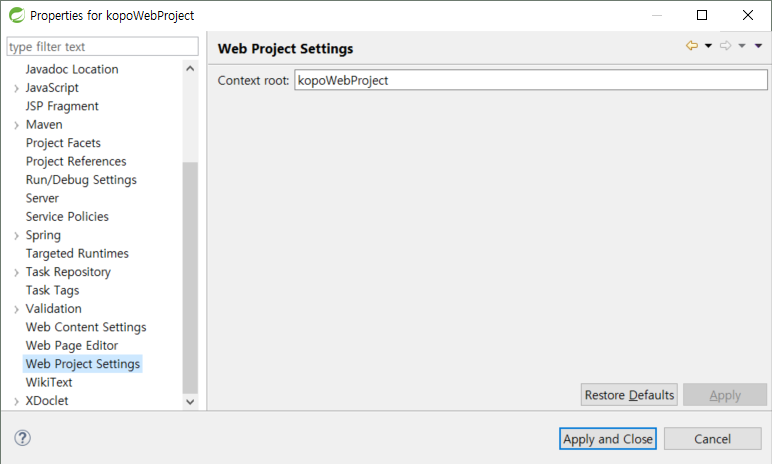 Properties for kopoWebProject
type filter text
Web Project Settings
Context root: kopoWebProject
Javadoc Location
JavaScript
JSP Fragment
Maven
Project Facets
Project References
Run/Debug Settings
Server
Service Policies
Spring
Targeted Runtimes
Task Repository
Task Tags
Validation
Web Content Settings
Web Page Editor
Web Project Settings
WikiText
XDoclet
Restore Defaults Apply
? Apply and Close Cancel